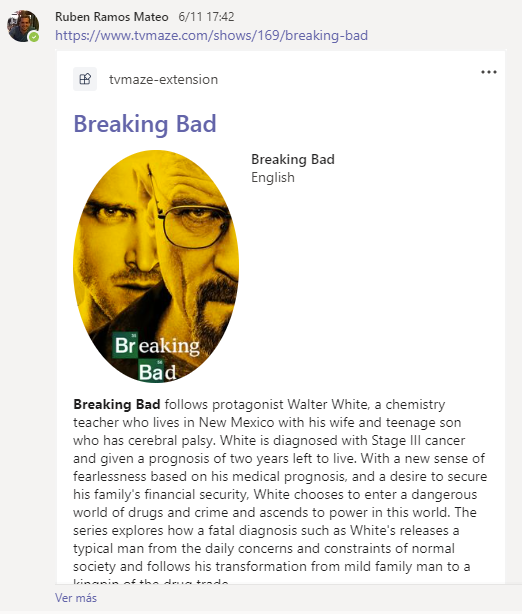 Ruben Ramos Mateo 6/11 17:42
https://www.tvmaze.com/shows/169/breaking-bad
tvmaze-extension
Breaking Bad
Breaking Bad
English
Breaking
Bad
Breaking Bad follows protagonist Walter White, a chemistry
teacher who lives in New Mexico with his wife and teenage son
who has cerebral palsy. White is diagnosed with Stage III cancer
and given a prognosis of two years left to live. With a new sense of
fearlessness based on his medical prognosis, and a desire to secure
his family's financial security, White chooses to enter a dangerous
world of drugs and crime and ascends to power in this world. The
series explores how a fatal diagnosis such as White's releases a
typical man from the daily concerns and constraints of normal
society and follows his transformation from mild family man to a
kingpin of the drug trade.
Ver más